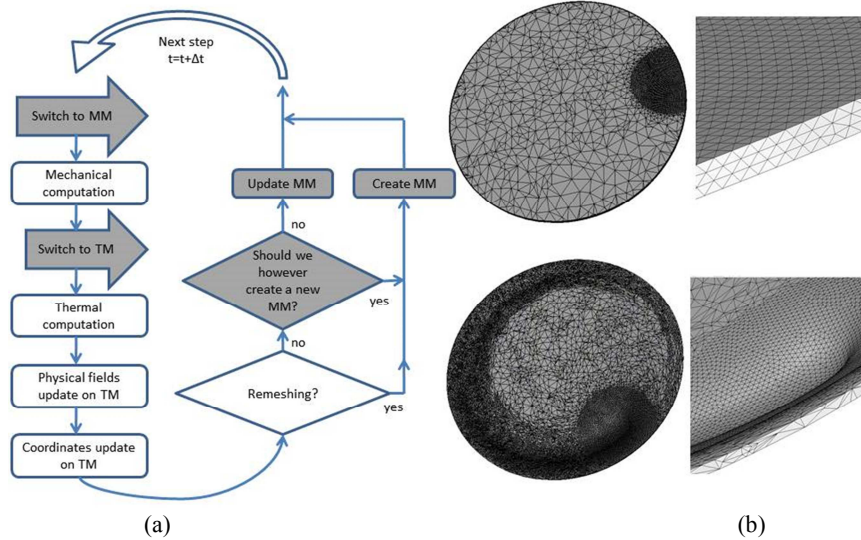 Next step
t=t+Δt
Switch to MM
Mechanical
computation
Switch to TM
Thermal
computation
Physical fields
update on TM
Coordinates update
on TM
Remeshing?
yes
no
Should we
however
create a new
MM?
yes
no
Update MM
Create MM
(a)
(b)